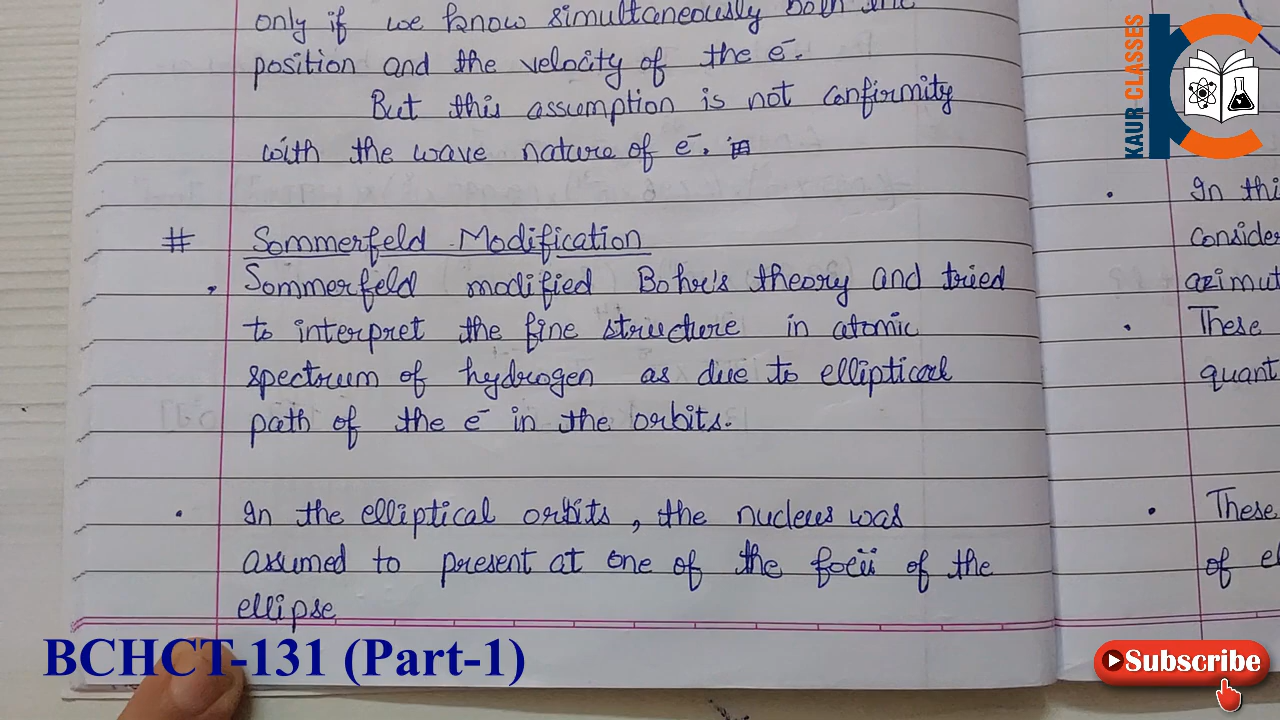 only if we know simultaneously both the
position and the velocity of the e⁻.
But this assumption is not confirmity
with the wave nature of e⁻.
# Sommerfeld Modification
. Sommerfeld modified Bohr's theory and tried
to interpret the fine structure in atomic
spectrum of hydrogen as due to elliptical
path of the e⁻ in the orbits.
. In the elliptical orbits, the nucleus was
assumed to present at one of the focii of the
ellipse
. In thi
Consider
azimut
. These
quant
. These
of el
KAUR CLASSES
BCHCT-131 (Part-1)
Subscribe